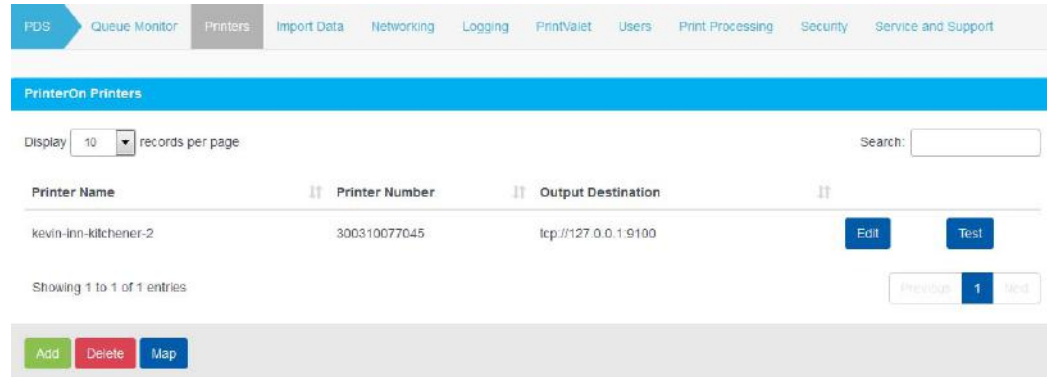 PDS Queue Monitor Printers Import Data Networking Logging PrintValet Users Print Processing Security Service and Support
PrinterOn Printers
Display 10 records per page Search:
Printer Name Printer Number Output Destination
kevin-inn-kitchener-2 300310077045 tcp://127.0.0.1:9100 Edit Test
Showing 1 to 1 of 1 entries Previous 1 Next
Add Delete Map